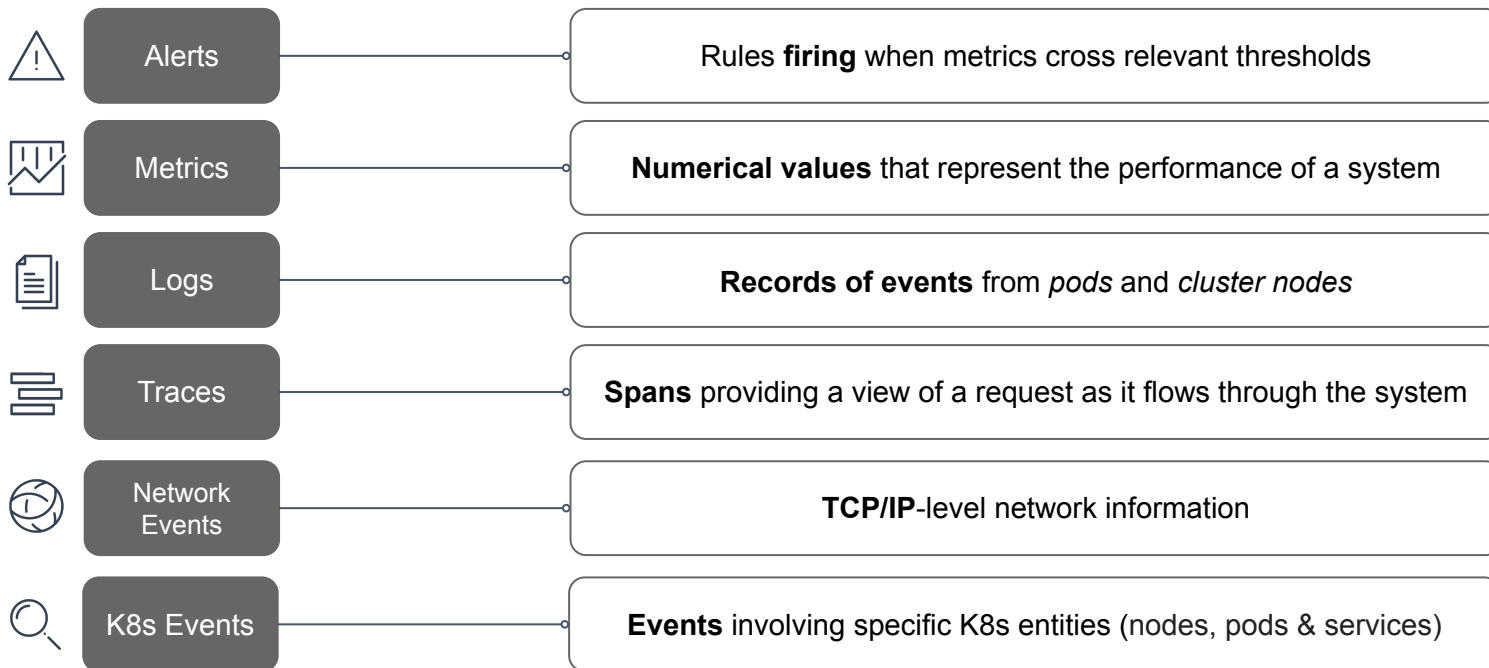 Alerts
Rules firing when metrics cross relevant thresholds
Metrics
Numerical values that represent the performance of a system
Logs
Records of events from pods and cluster nodes
Traces
Spans providing a view of a request as it flows through the system
Network
Events
TCP/IP-level network information
K8s Events
Events involving specific K8s entities (nodes, pods & services)